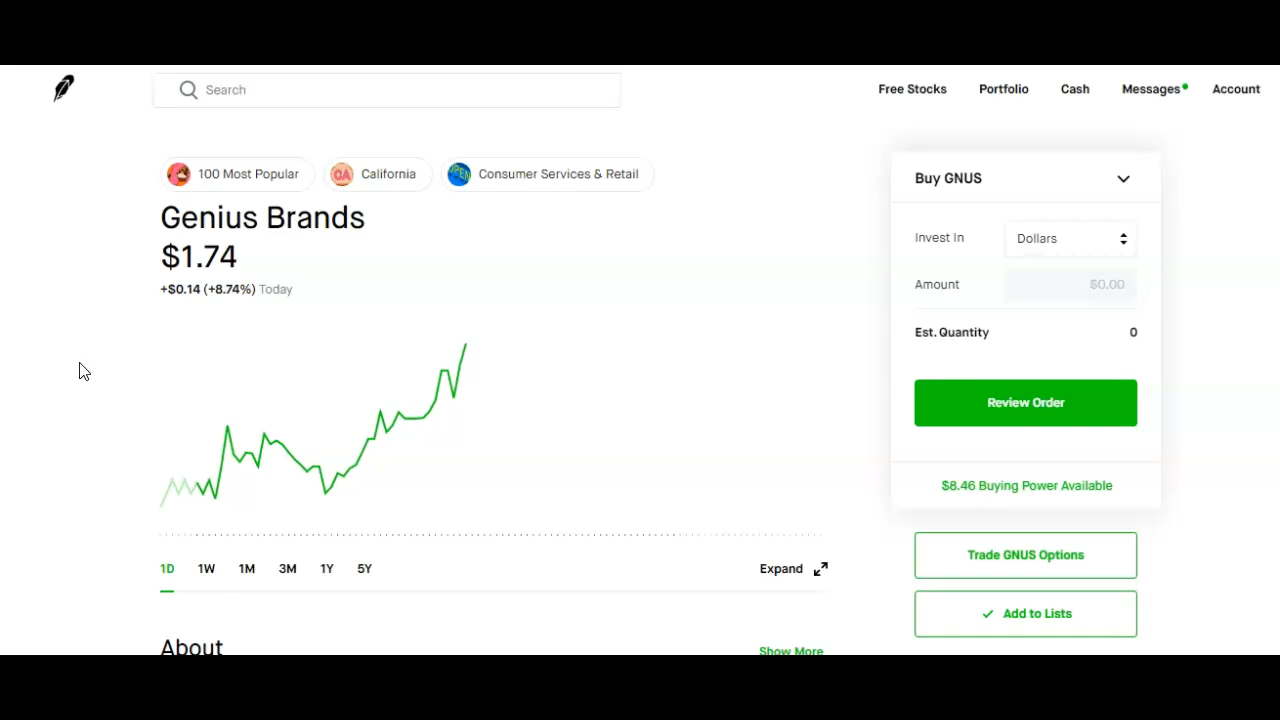 Search
Free Stocks Portfolio Cash Messages Account
100 Most Popular California Consumer Services & Retail
Genius Brands
$1.74
+$0.14 (+8.74%) Today
1D 1W 1M 3M 1Y 5Y
Expand
About
Show More
Buy GNUS
Invest In Dollars
Amount $0.00
Est. Quantity 0
Review Order
$8.46 Buying Power Available
Trade GNUS Options
Add to Lists
CA
OPEN